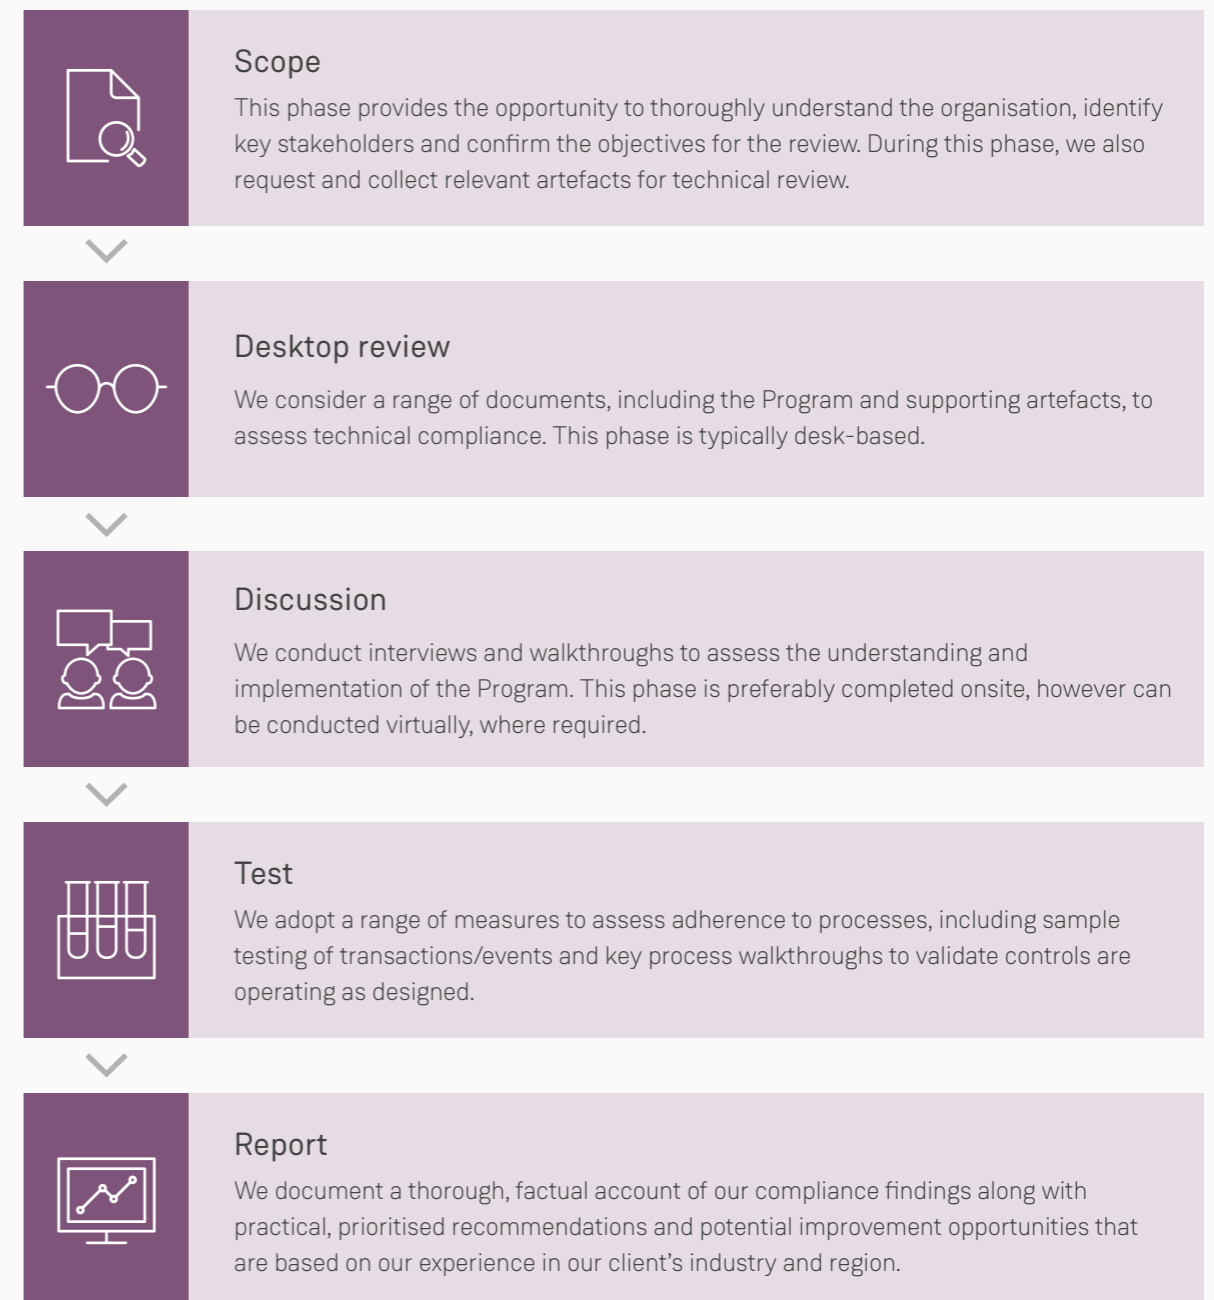 Scope
This phase provides the opportunity to thoroughly understand the organisation, identify
key stakeholders and confirm the objectives for the review. During this phase, we also
request and collect relevant artefacts for technical review.
Desktop review
We consider a range of documents, including the Program and supporting artefacts, to
assess technical compliance. This phase is typically desk-based.
Discussion
We conduct interviews and walkthroughs to assess the understanding and
implementation of the Program. This phase is preferably completed onsite, however can
be conducted virtually, where required.
Test
We adopt a range of measures to assess adherence to processes, including sample
testing of transactions/events and key process walkthroughs to validate controls are
operating as designed.
Report
We document a thorough, factual account of our compliance findings along with
practical, prioritised recommendations and potential improvement opportunities that
are based on our experience in our client's industry and region.